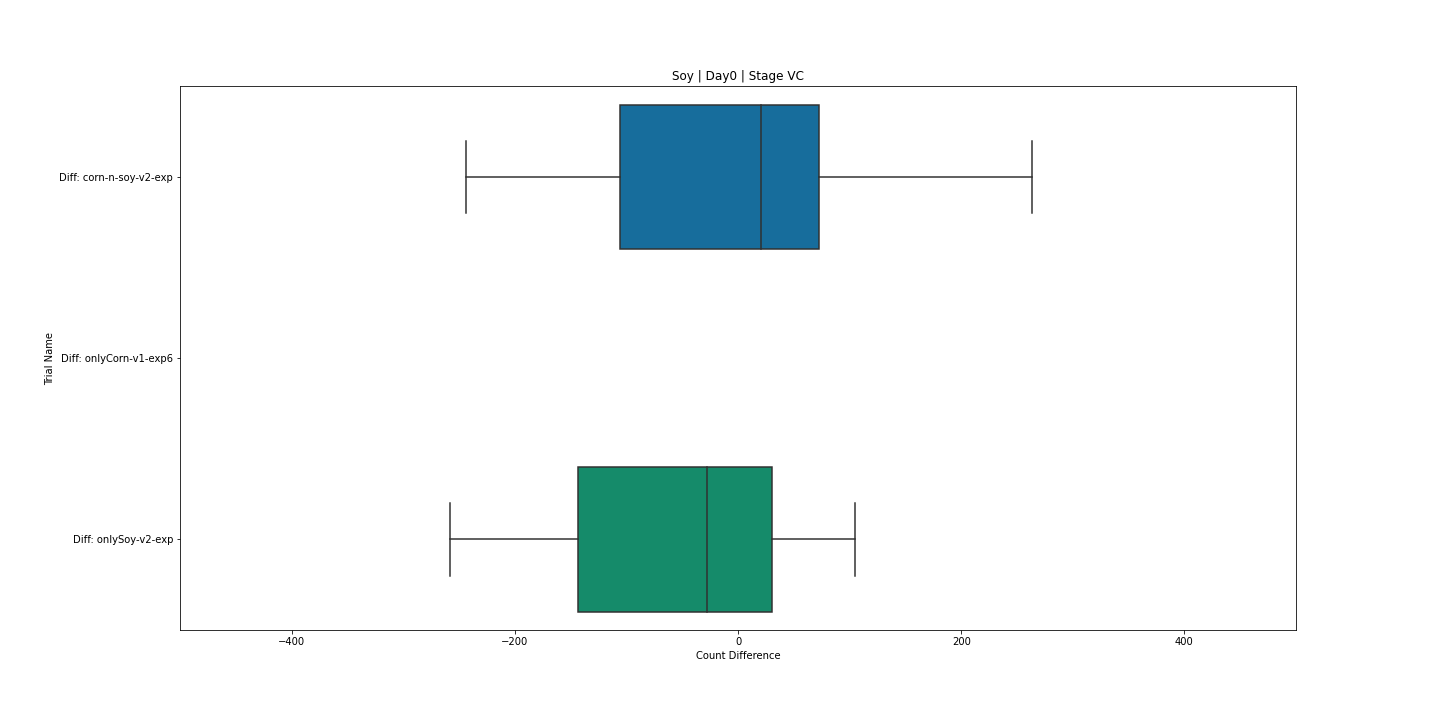 Soy | Day0 | Stage VC
Diff: corn-n-soy-v2-exp
Diff: onlyCorn-v1-exp6
Diff: onlySoy-v2-exp
Trial Name
−400 −200 0 200 400
Count Difference